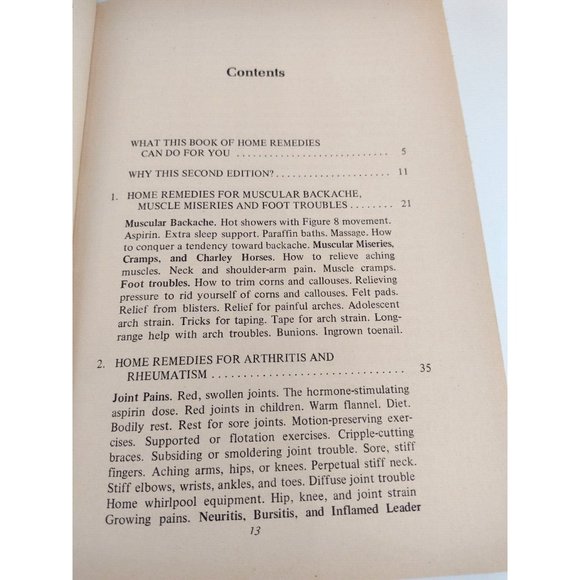 Contents
WHAT THIS BOOK OF HOME REMEDIES
CAN DO FOR YOU . . . . . . . . . . . . . . . . . . . . . . . . . . . . 5
WHY THIS SECOND EDITION? . . . . . . . . . . . . . . . . . . . . . . 11
1. HOME REMEDIES FOR MUSCULAR BACKACHE,
MUSCLE MISERIES AND FOOT TROUBLES . . . . . . . . 21
Muscular Backache. Hot showers with Figure 8 movement.
Aspirin. Extra sleep support. Paraffin baths. Massage. How
to conquer a tendency toward backache. Muscular Miseries,
Cramps, and Charley Horses. How to relieve aching
muscles. Neck and shoulder-arm pain. Muscle cramps.
Foot troubles. How to trim corns and callouses. Relieving
pressure to rid yourself of corns and callouses. Felt pads.
Relief from blisters. Relief for painful arches. Adolescent
arch strain. Tricks for taping. Tape for arch strain. Long-
range help with arch troubles. Bunions. Ingrown toenail.
2. HOME REMEDIES FOR ARTHRITIS AND
RHEUMATISM . . . . . . . . . . . . . . . . . . . . . . . . . . . . . . 35
Joint Pains. Red, swollen joints. The hormone-stimulating
aspirin dose. Red joints in children. Warm flannel. Diet.
Bodily rest. Rest for sore joints. Motion-preserving exer-
cises. Supported or flotation exercises. Cripple-cutting
braces. Subsiding or smoldering joint trouble. Sore, stiff
fingers. Aching arms, hips, or knees. Perpetual stiff neck.
Stiff elbows, wrists, ankles, and toes. Diffuse joint trouble
Home whirlpool equipment. Hip, knee, and joint strain
Growing pains. Neuritis, Bursitis, and Inflamed Leader
13